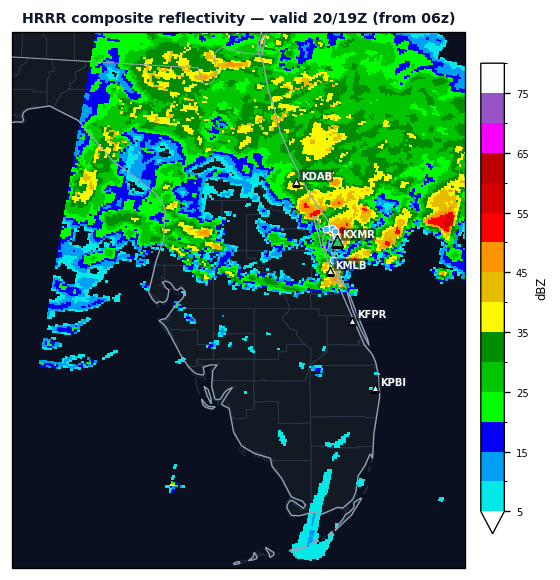 HRRR composite reflectivity — valid 20/19Z (from 06z)
KDAB
KXMR
KMLB
KFPR
KPBI
75
65
55
45
35
25
15
5
dBZ